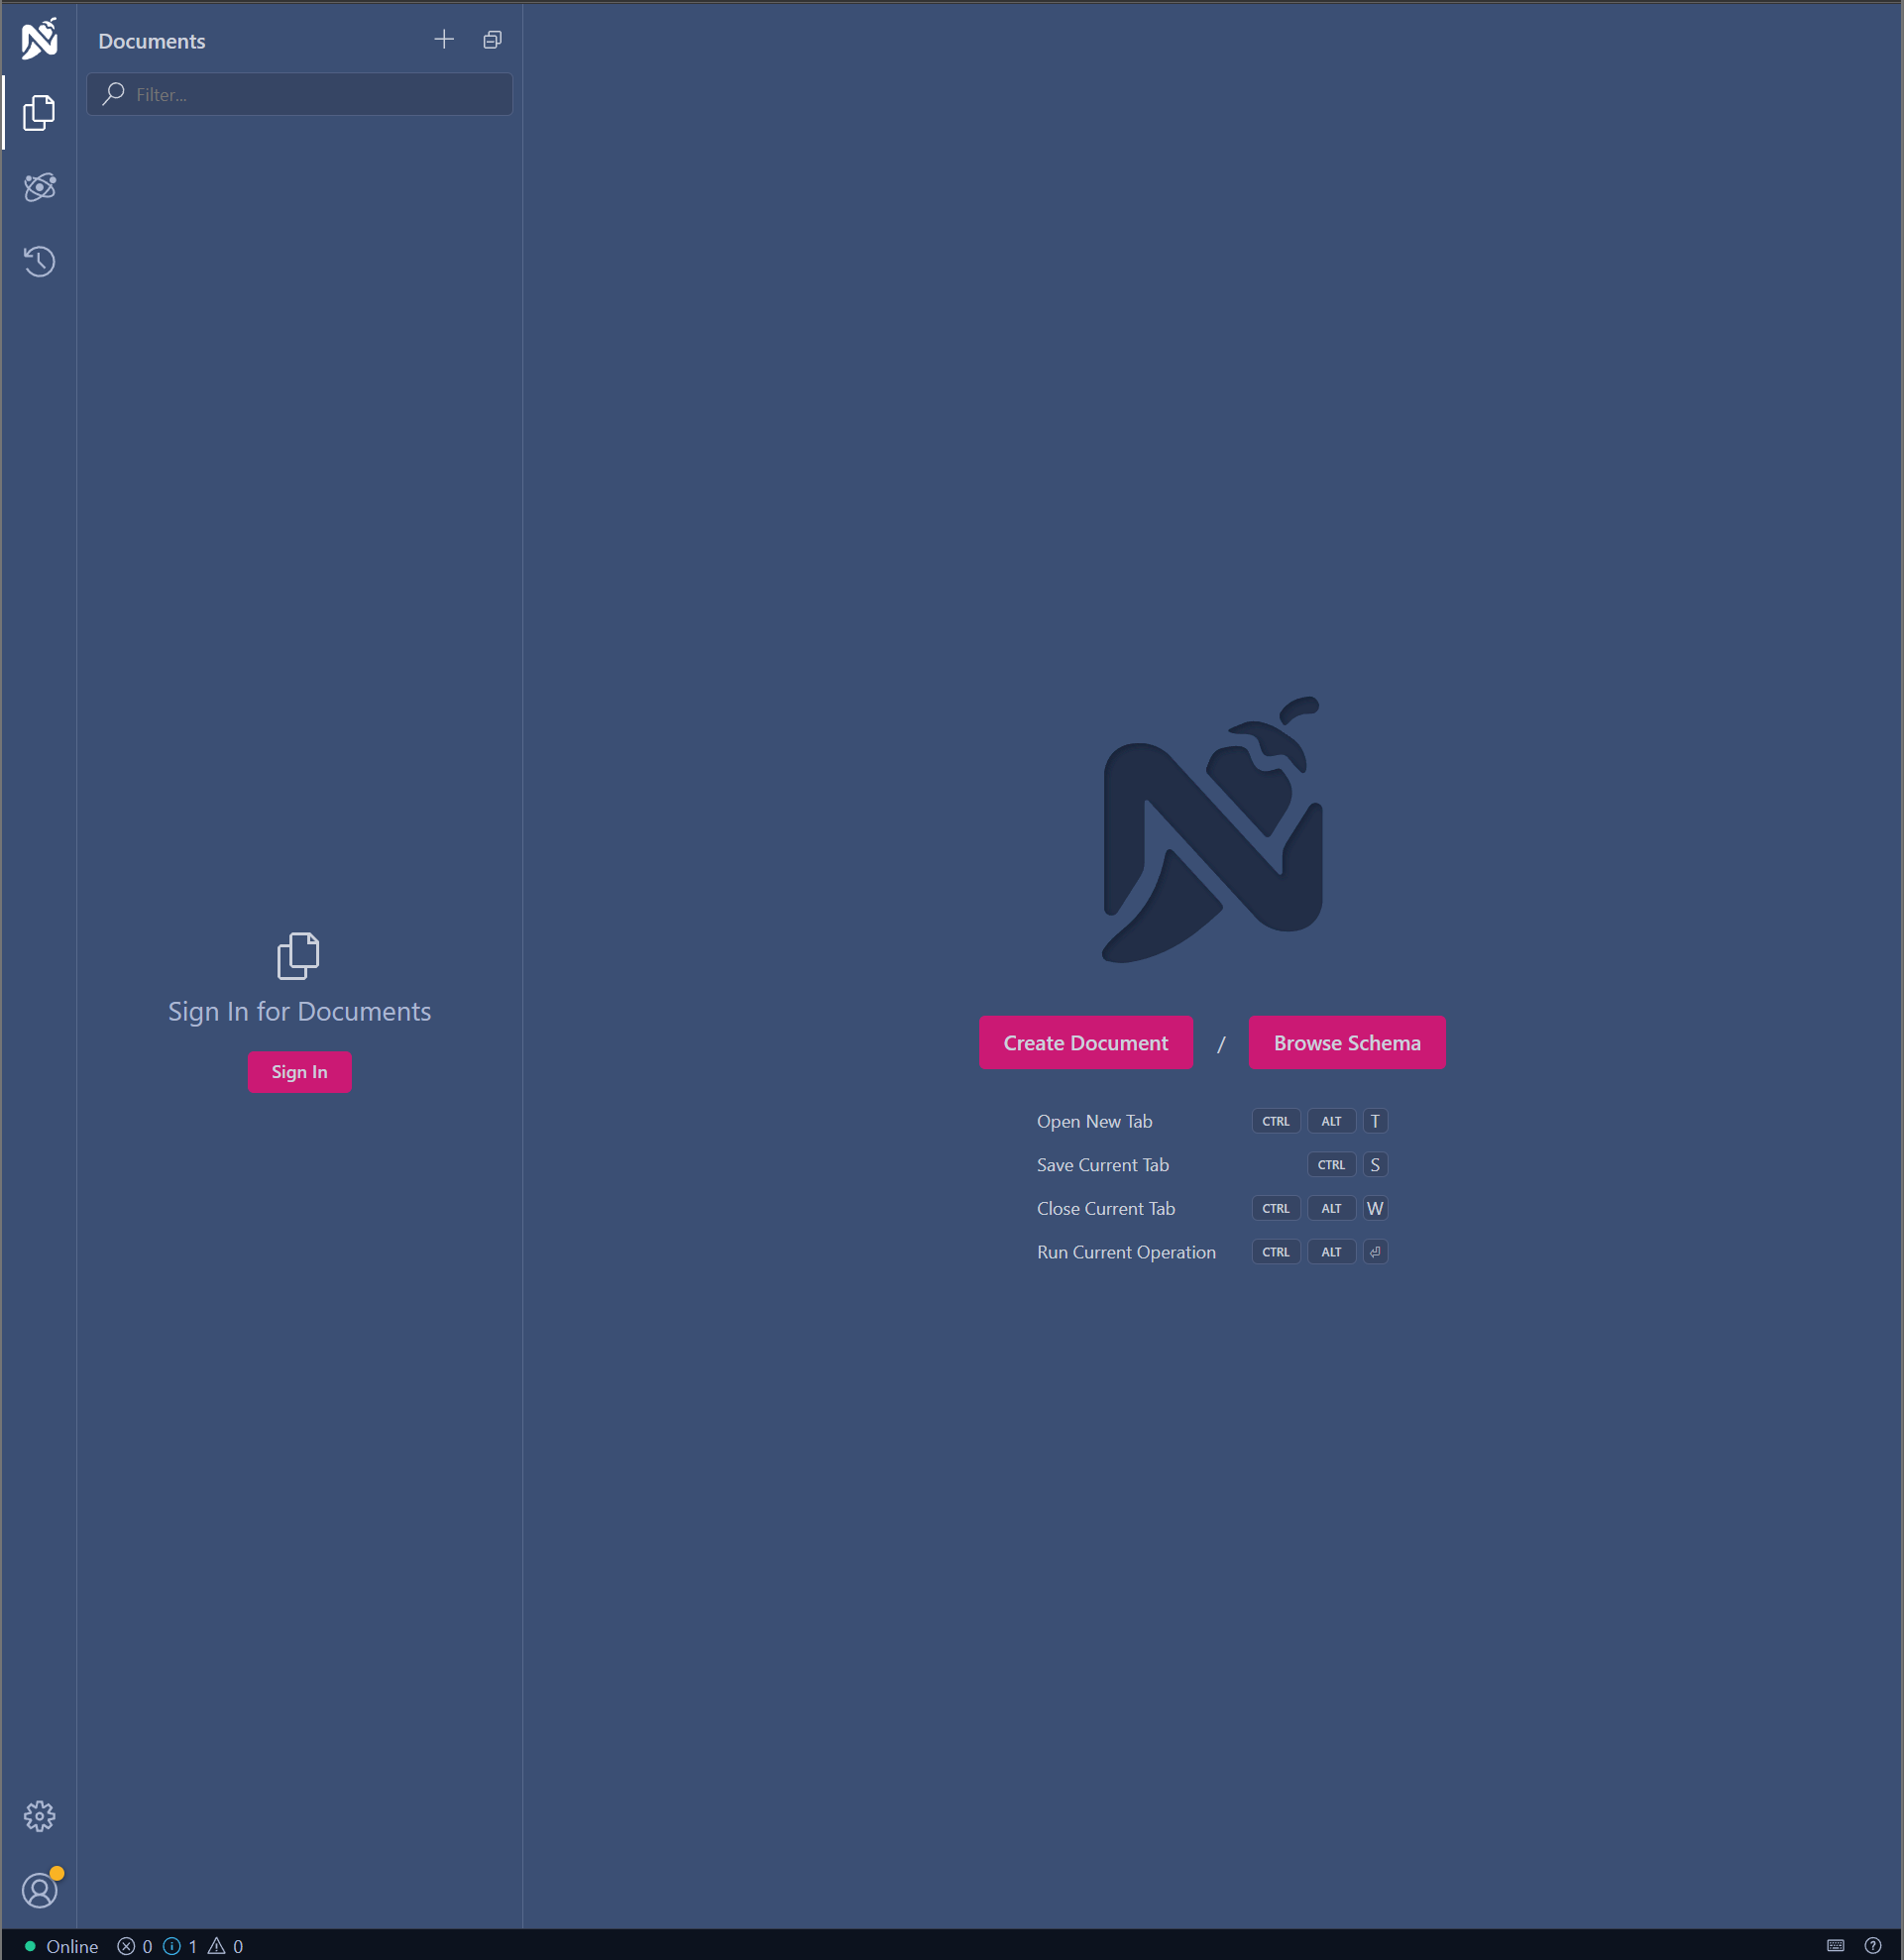 Documents
Filter...
Sign In for Documents
Sign In
Create Document / Browse Schema
Open New Tab CTRL ALT T
Save Current Tab CTRL S
Close Current Tab CTRL ALT W
Run Current Operation CTRL ALT ⏎
Online 0 1 0